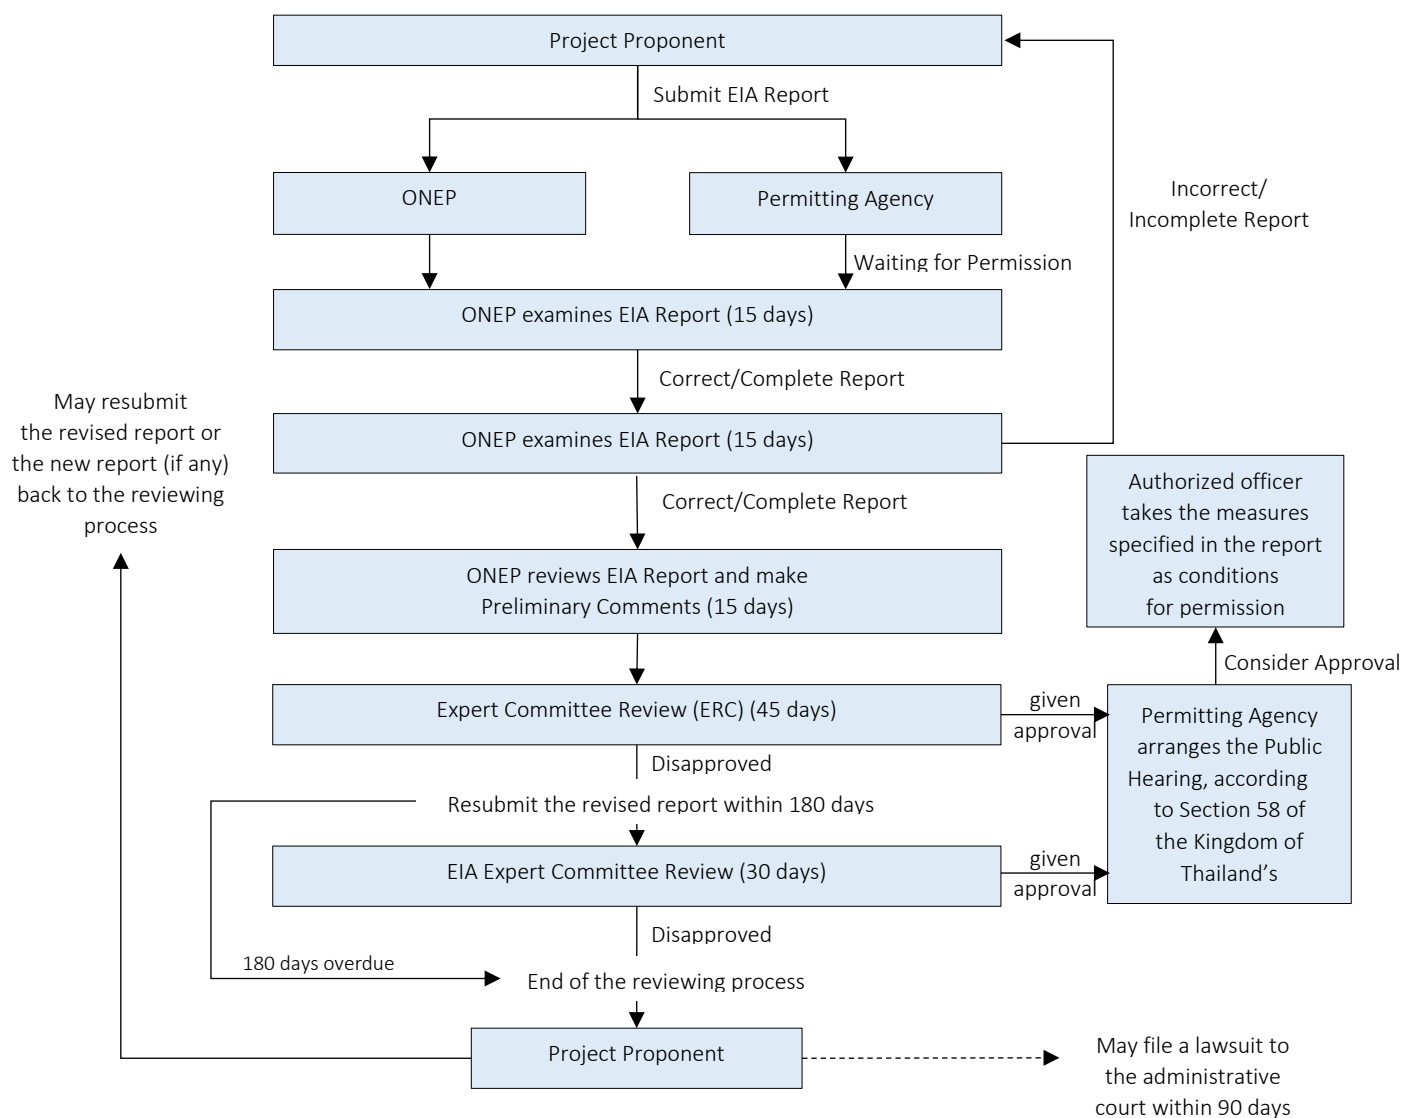 Project Proponent
Submit EIA Report
ONEP
Permitting Agency
Incorrect/
Incomplete Report
Waiting for Permission
ONEP examines EIA Report (15 days)
Correct/Complete Report
May resubmit
the revised report or
the new report (if any)
back to the reviewing
process
ONEP examines EIA Report (15 days)
Correct/Complete Report
Authorized officer
takes the measures
specified in the report
as conditions
for permission
ONEP reviews EIA Report and make
Preliminary Comments (15 days)
Consider Approval
Expert Committee Review (ERC) (45 days)
given
approval
Permitting Agency
arranges the Public
Hearing, according
to Section 58 of
the Kingdom of
Thailand’s
Disapproved
Resubmit the revised report within 180 days
EIA Expert Committee Review (30 days)
given
approval
Disapproved
180 days overdue
End of the reviewing process
Project Proponent
May file a lawsuit to
the administrative
court within 90 days